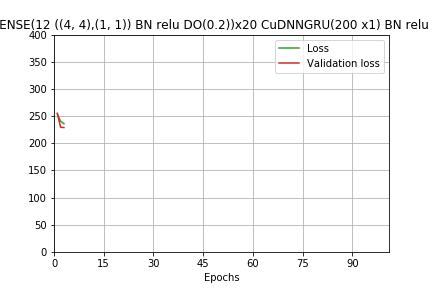 ENSE(12 ((4, 4),(1, 1)) BN relu DO(0.2))x20 CuDNNGRU(200 x1) BN relu
400
350
300
250
200
150
100
50
0
Loss
Validation loss
0 15 30 45 60 75 90
Epochs